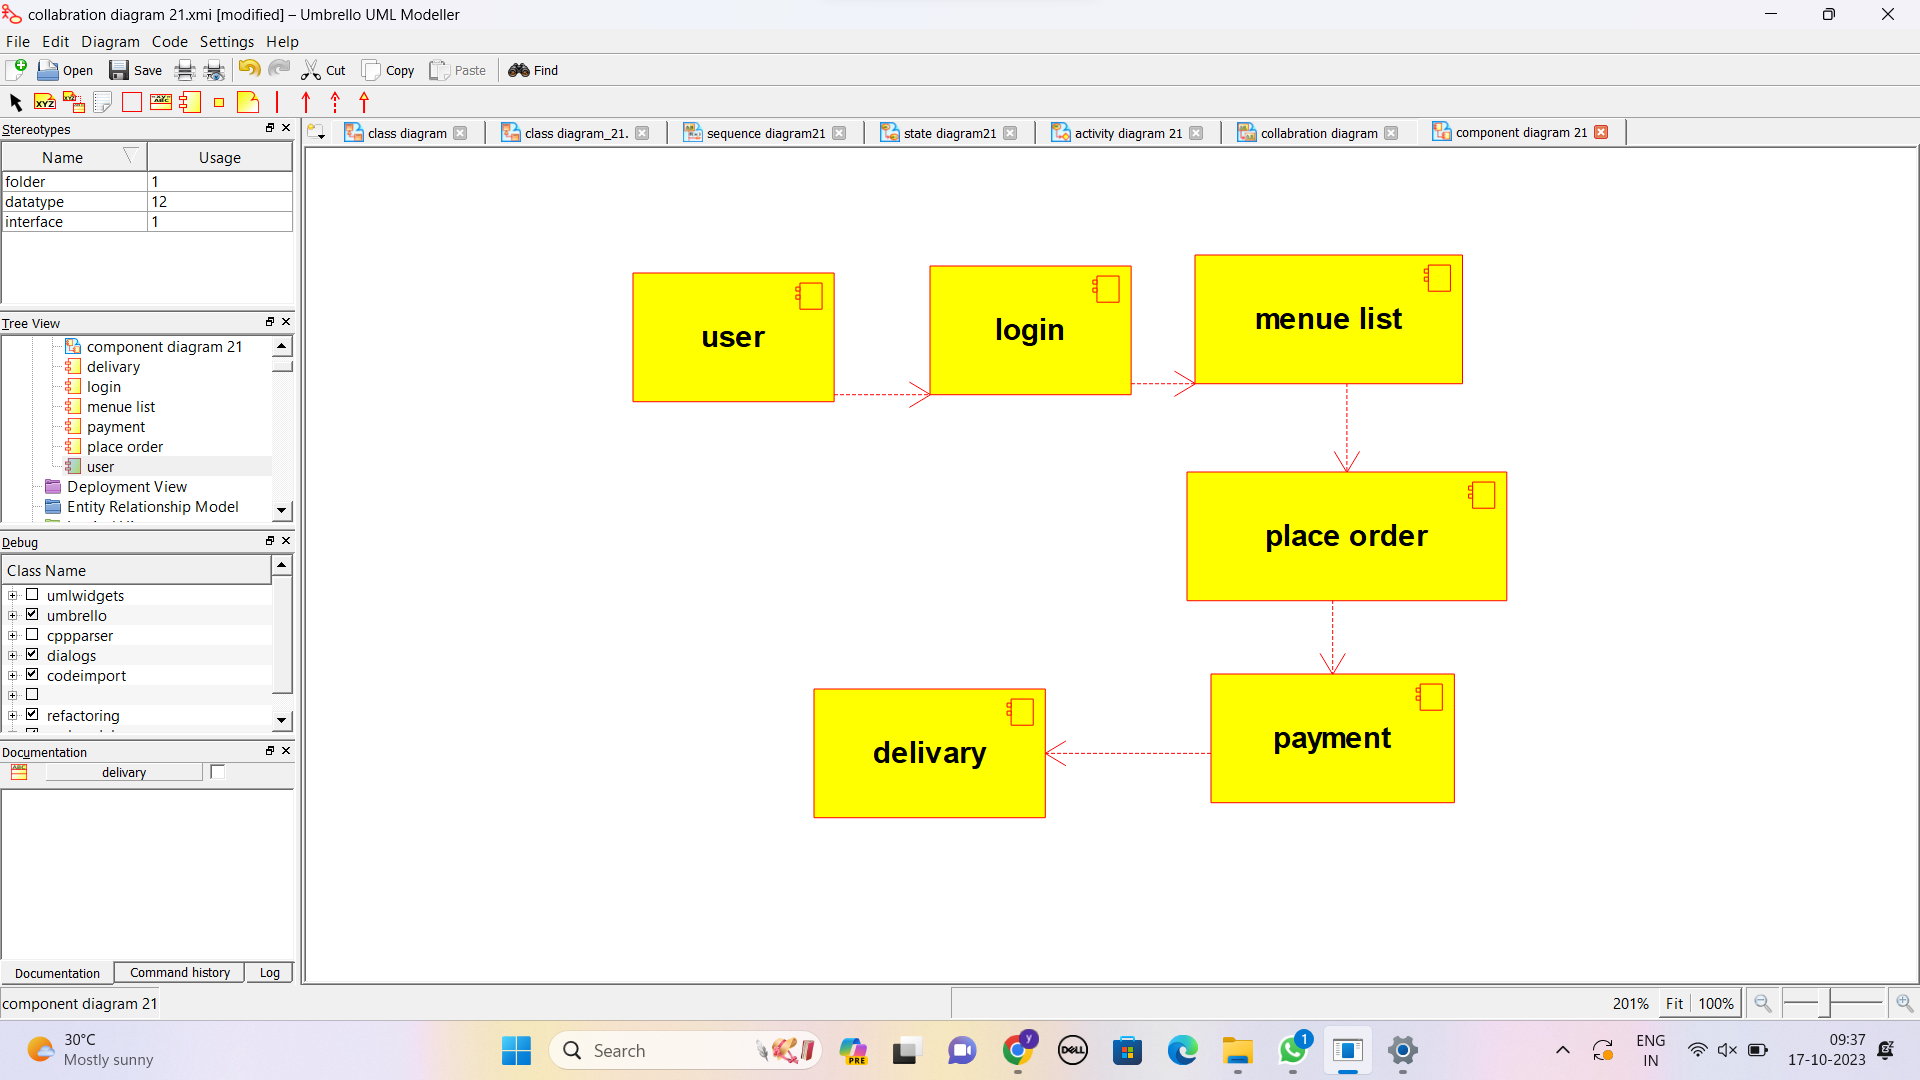 collabration diagram 21.xmi [modified] – Umbrello UML Modeller
File Edit Diagram Code Settings Help
Open Save Cut Copy Paste Find
XYZ
Stereotypes
Name Usage
folder 1
datatype 12
interface 1
Tree View
component diagram 21
delivary
login
menue list
payment
place order
user
Deployment View
Entity Relationship Model
Debug
Class Name
umlwidgets
umbrello
cppparser
dialogs
codeimport
refactoring
Documentation
delivary
Documentation Command history Log
component diagram 21
class diagram class diagram_21. sequence diagram21 state diagram21 activity diagram 21 collabration diagram component diagram 21
user
login
menue list
place order
payment
delivary
201% Fit 100%
30°C
Mostly sunny
Search
PRE
y
DELL
1
ENG
IN
09:37
17-10-2023